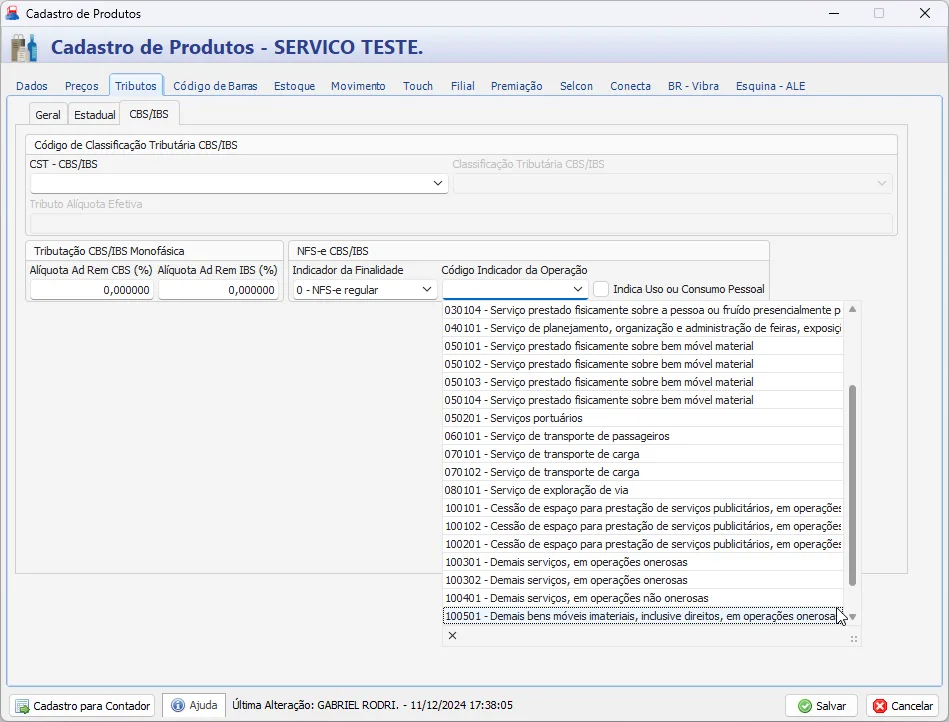 Cadastro de Produtos
Cadastro de Produtos - SERVICO TESTE.
Dados Preços Tributos Código de Barras Estoque Movimento Touch Filial Premiação Selcon Conecta BR - Vibra Esquina - ALE
Geral Estadual CBS/IBS
Código de Classificação Tributária CBS/IBS
CST - CBS/IBS Classificação Tributária CBS/IBS
Tributo Alíquota Efetiva
Tributação CBS/IBS Monofásica NFS-e CBS/IBS
Alíquota Ad Rem CBS (%) Alíquota Ad Rem IBS (%) Indicador da Finalidade Código Indicador da Operação
0,000000 0,000000 0 - NFS-e regular Indica Uso ou Consumo Pessoal
030104 - Serviço prestado fisicamente sobre a pessoa ou fruído presencialmente p
040101 - Serviço de planejamento, organização e administração de feiras, exposiç
050101 - Serviço prestado fisicamente sobre bem móvel material
050102 - Serviço prestado fisicamente sobre bem móvel material
050103 - Serviço prestado fisicamente sobre bem móvel material
050104 - Serviço prestado fisicamente sobre bem móvel material
050201 - Serviços portuários
060101 - Serviço de transporte de passageiros
070101 - Serviço de transporte de carga
070102 - Serviço de transporte de carga
080101 - Serviço de exploração de via
100101 - Cessão de espaço para prestação de serviços publicitários, em operações
100102 - Cessão de espaço para prestação de serviços publicitários, em operações
100201 - Cessão de espaço para prestação de serviços publicitários, em operações
100301 - Demais serviços, em operações onerosas
100302 - Demais serviços, em operações onerosas
100401 - Demais serviços, em operações não onerosas
100501 - Demais bens móveis imateriais, inclusive direitos, em operações onerosa
Cadastro para Contador Ajuda Última Alteração: GABRIEL RODRI. - 11/12/2024 17:38:05 Salvar Cancelar